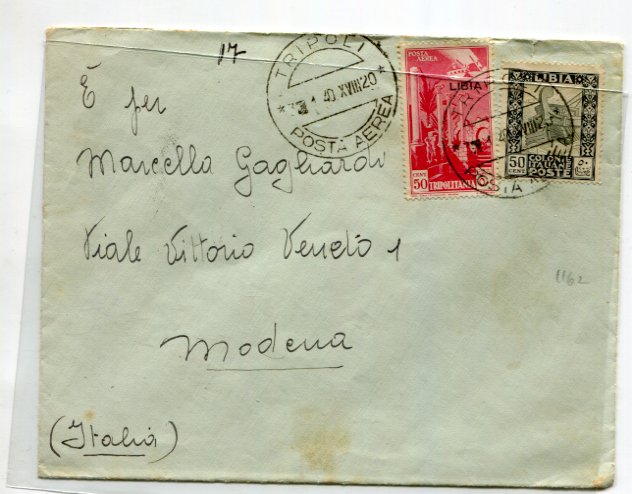 17
TRIPOLI
1 40 XVIII 20
POSTA AEREA
POSTA AEREA
LIBIA
CENT 50 TRIPOLITANIA
LIBIA
50 CENT
COLONIE ITALIANE
POSTE
È per
Marcella Gagliardi
Viale Vittorio Veneto 1
1162
Modena
(Italia)